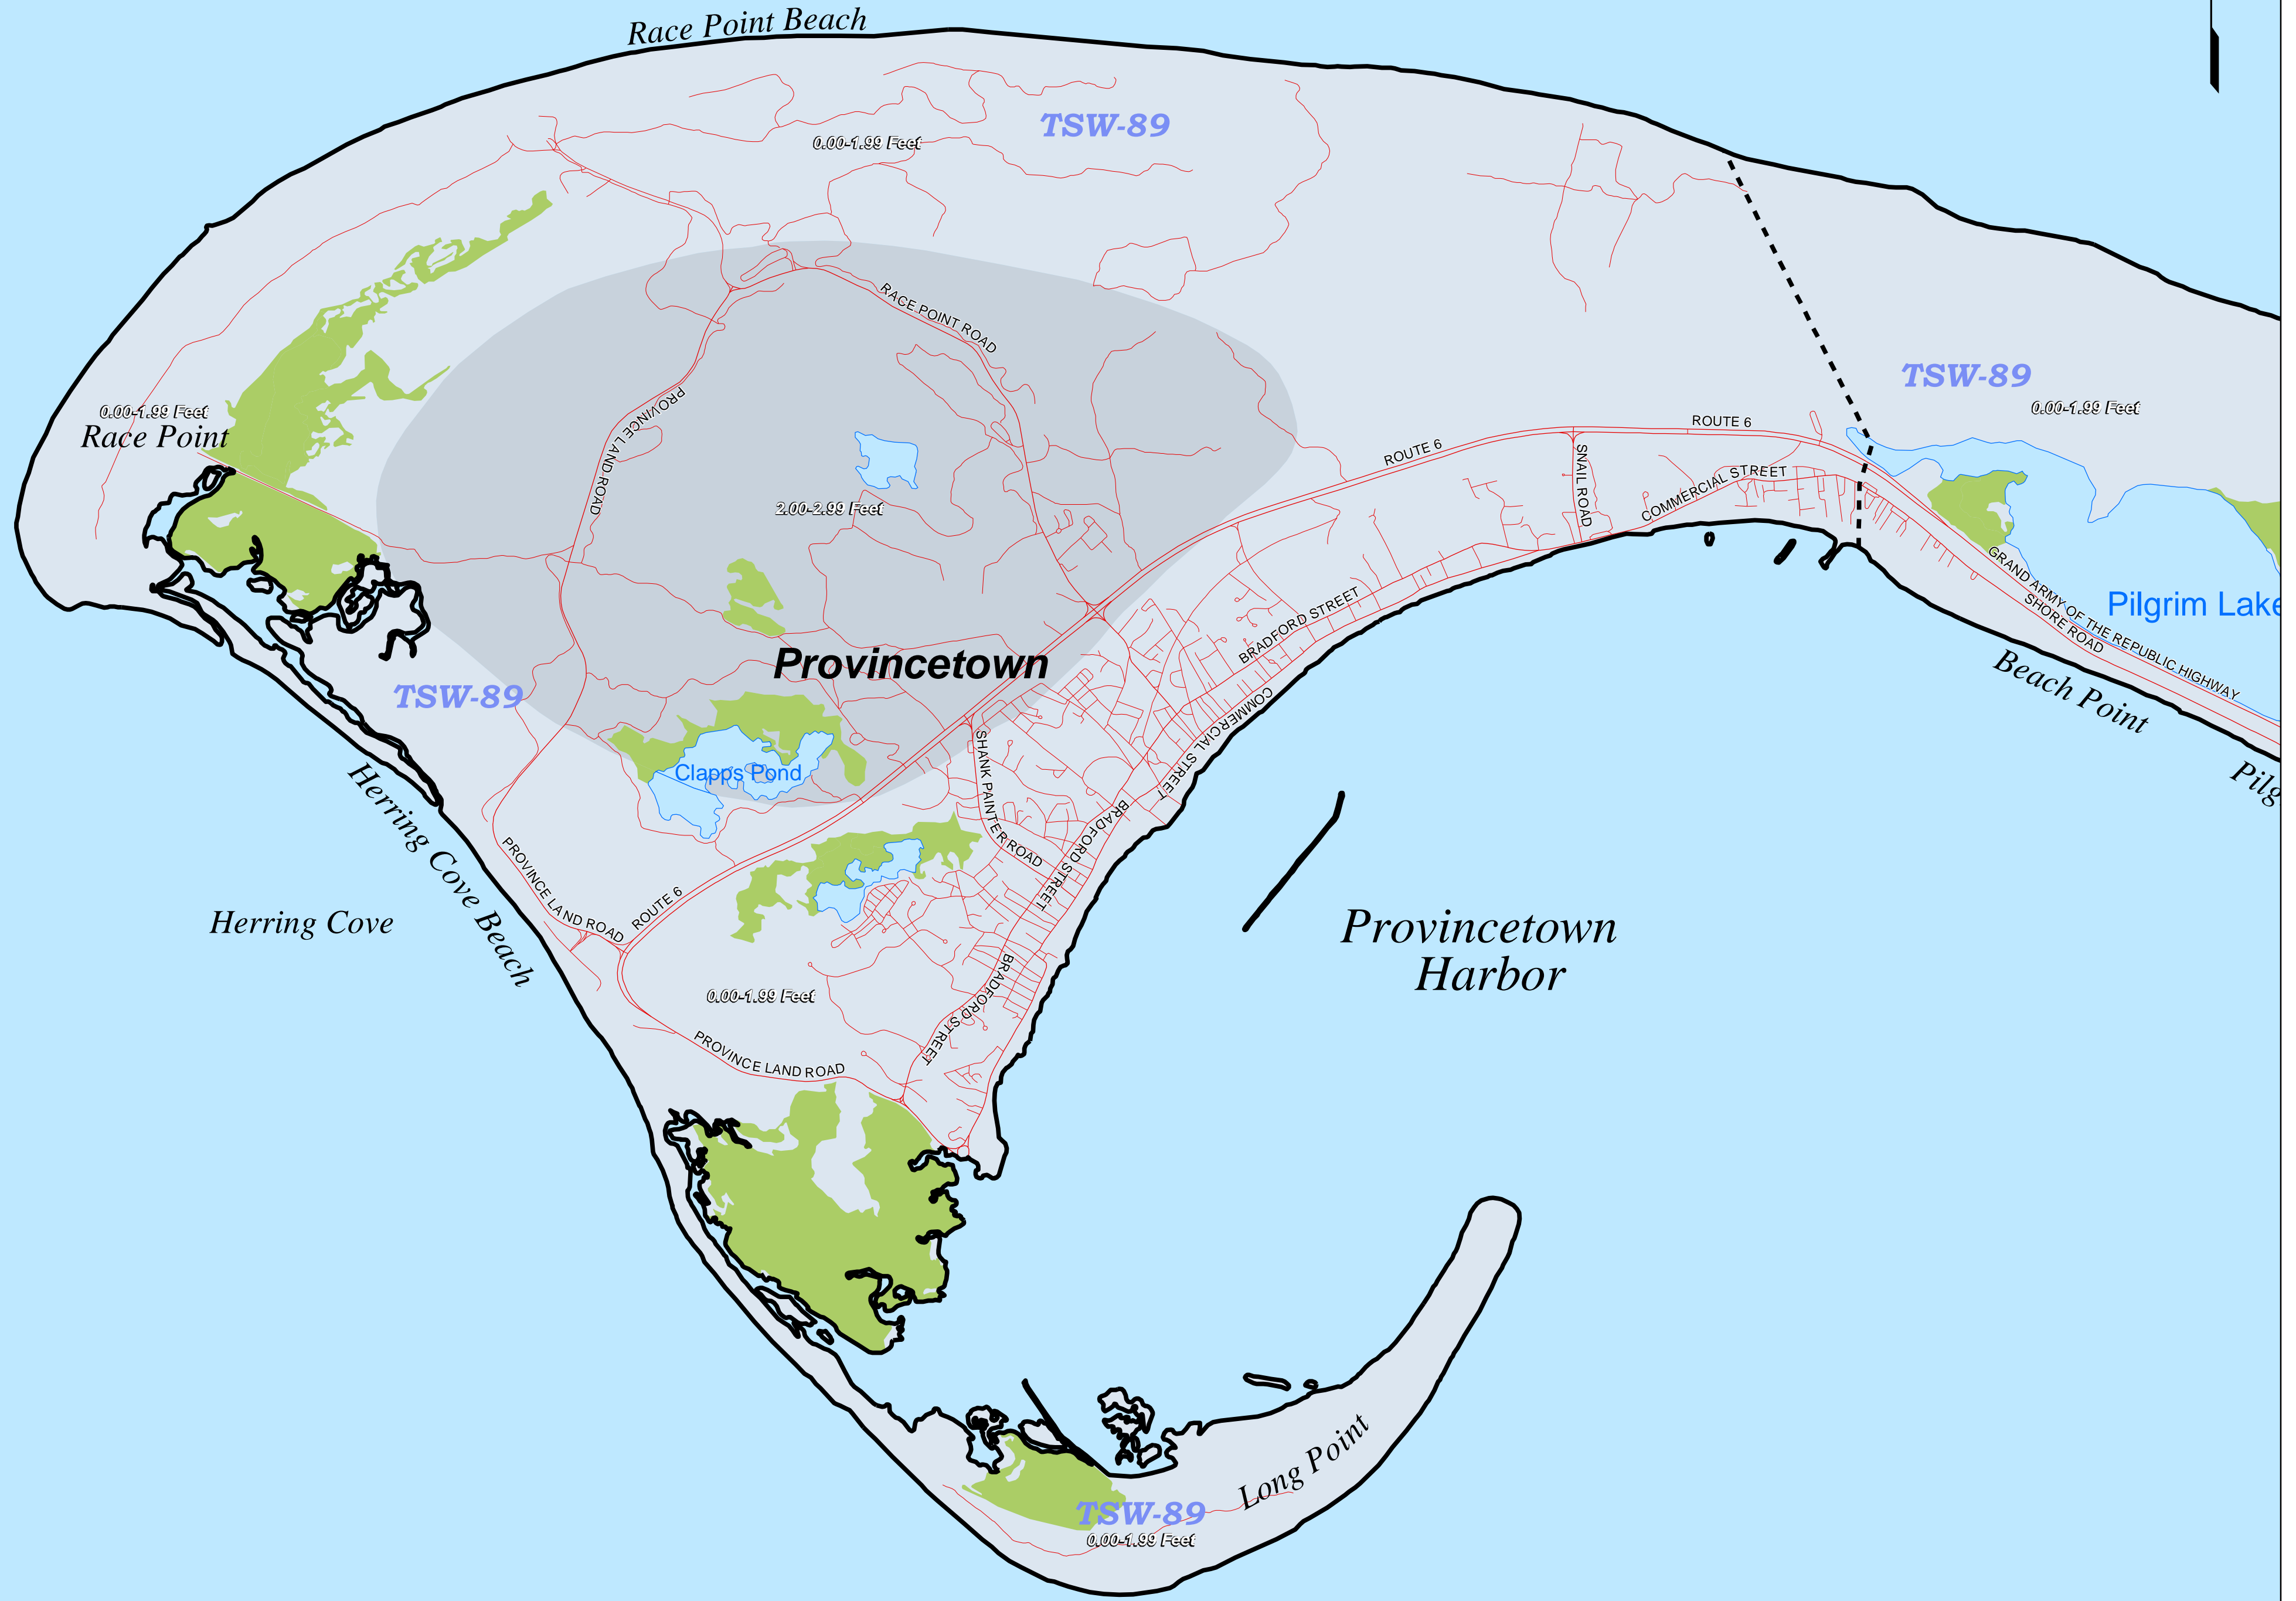 Race Point Beach
TSW-89
0.00-1.99 Feet
RACE POINT ROAD
TSW-89
0.00-1.99 Feet
0.00-1.99 Feet
Race Point
PROVINCE LAND ROAD
ROUTE 6
ROUTE 6
SNAIL ROAD
COMMERCIAL STREET
2.00-2.99 Feet
GRAND ARMY OF THE REPUBLIC HIGHWAY
SHORE ROAD
Pilgrim Lake
Beach Point
BRADFORD STREET
Provincetown
TSW-89
COMMERCIAL STREET
Clapps Pond
SHANK PAINTER ROAD
BRADFORD STREET
Herring Cove Beach
PROVINCE LAND ROAD
ROUTE 6
Herring Cove
Provincetown
Harbor
0.00-1.99 Feet
BRADFORD STREET
PROVINCE LAND ROAD
Long Point
TSW-89
0.00-1.99 Feet